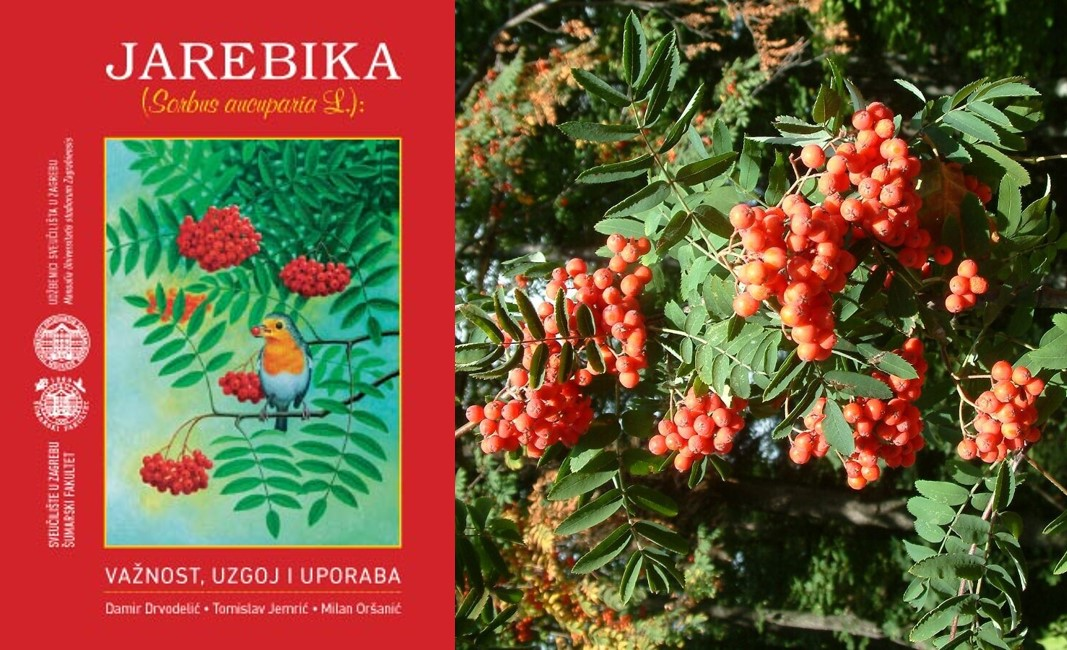 JAREBIKA
(Sorbus aucuparia L.):
UDŽBENICI SVEUČILIŠTA U ZAGREBU
Manualia Universitatis studiorum Zagrabiensis
SVEUČILIŠTE U ZAGREBU
ŠUMARSKI FAKULTET
VAŽNOST, UZGOJ I UPORABA
Damir Drvodelić • Tomislav Jemrić • Milan Oršanić